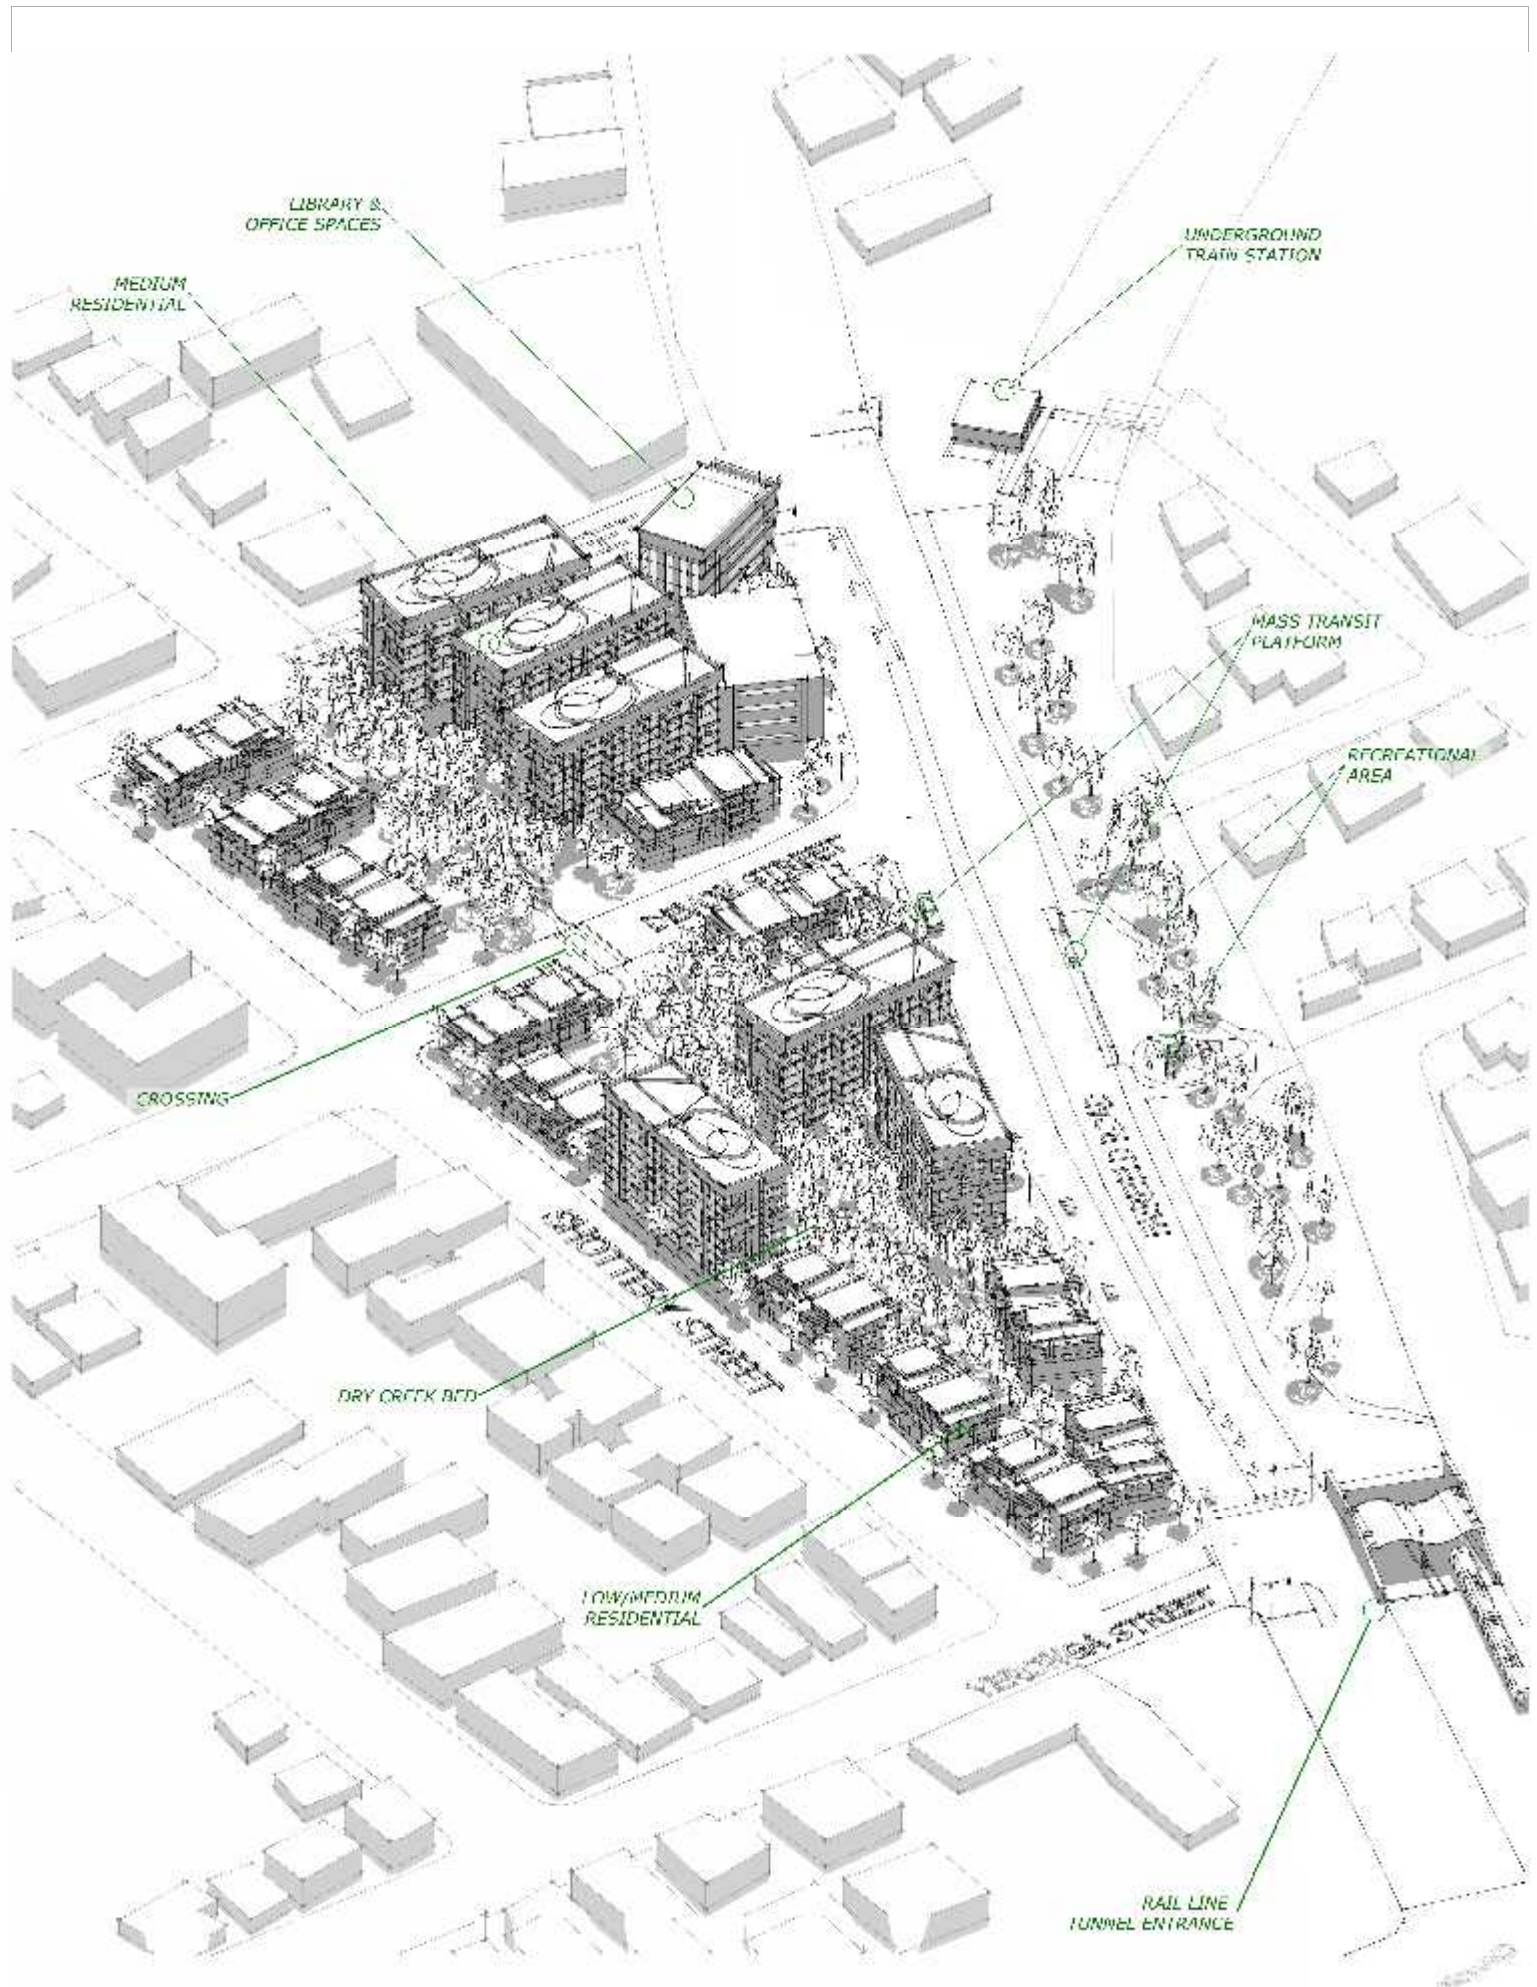 LIBRARY &
OFFICE SPACES
UNDERGROUND
TRAIN STATION
MEDIUM
RESIDENTIAL
MASS TRANSIT
PLATFORM
RECREATIONAL
AREA
CROSSING
DRY CREEK BED
LOW/MEDIUM
RESIDENTIAL
STREET
RAIL LINE
TUNNEL ENTRANCE